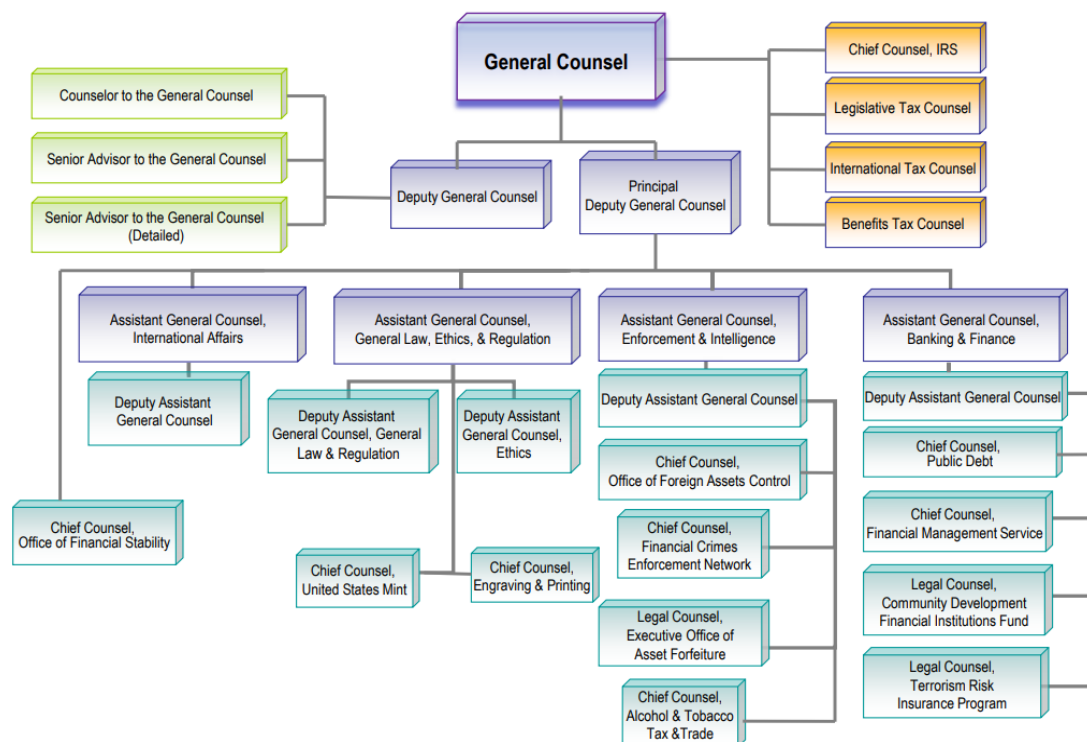 General Counsel
Chief Counsel, IRS
Legislative Tax Counsel
International Tax Counsel
Benefits Tax Counsel
Counselor to the General Counsel
Senior Advisor to the General Counsel
Senior Advisor to the General Counsel
(Detailed)
Deputy General Counsel
Principal
Deputy General Counsel
Assistant General Counsel,
International Affairs
Deputy Assistant
General Counsel
Chief Counsel,
Office of Financial Stability
Assistant General Counsel,
General Law, Ethics, & Regulation
Deputy Assistant
General Counsel, General
Law & Regulation
Deputy Assistant
General Counsel,
Ethics
Chief Counsel,
United States Mint
Chief Counsel,
Engraving & Printing
Assistant General Counsel,
Enforcement & Intelligence
Deputy Assistant General Counsel
Chief Counsel,
Office of Foreign Assets Control
Chief Counsel,
Financial Crimes
Enforcement Network
Legal Counsel,
Executive Office of
Asset Forfeiture
Chief Counsel,
Alcohol & Tobacco
Tax &Trade
Assistant General Counsel,
Banking & Finance
Deputy Assistant General Counsel
Chief Counsel,
Public Debt
Chief Counsel,
Financial Management Service
Legal Counsel,
Community Development
Financial Institutions Fund
Legal Counsel,
Terrorism Risk
Insurance Program